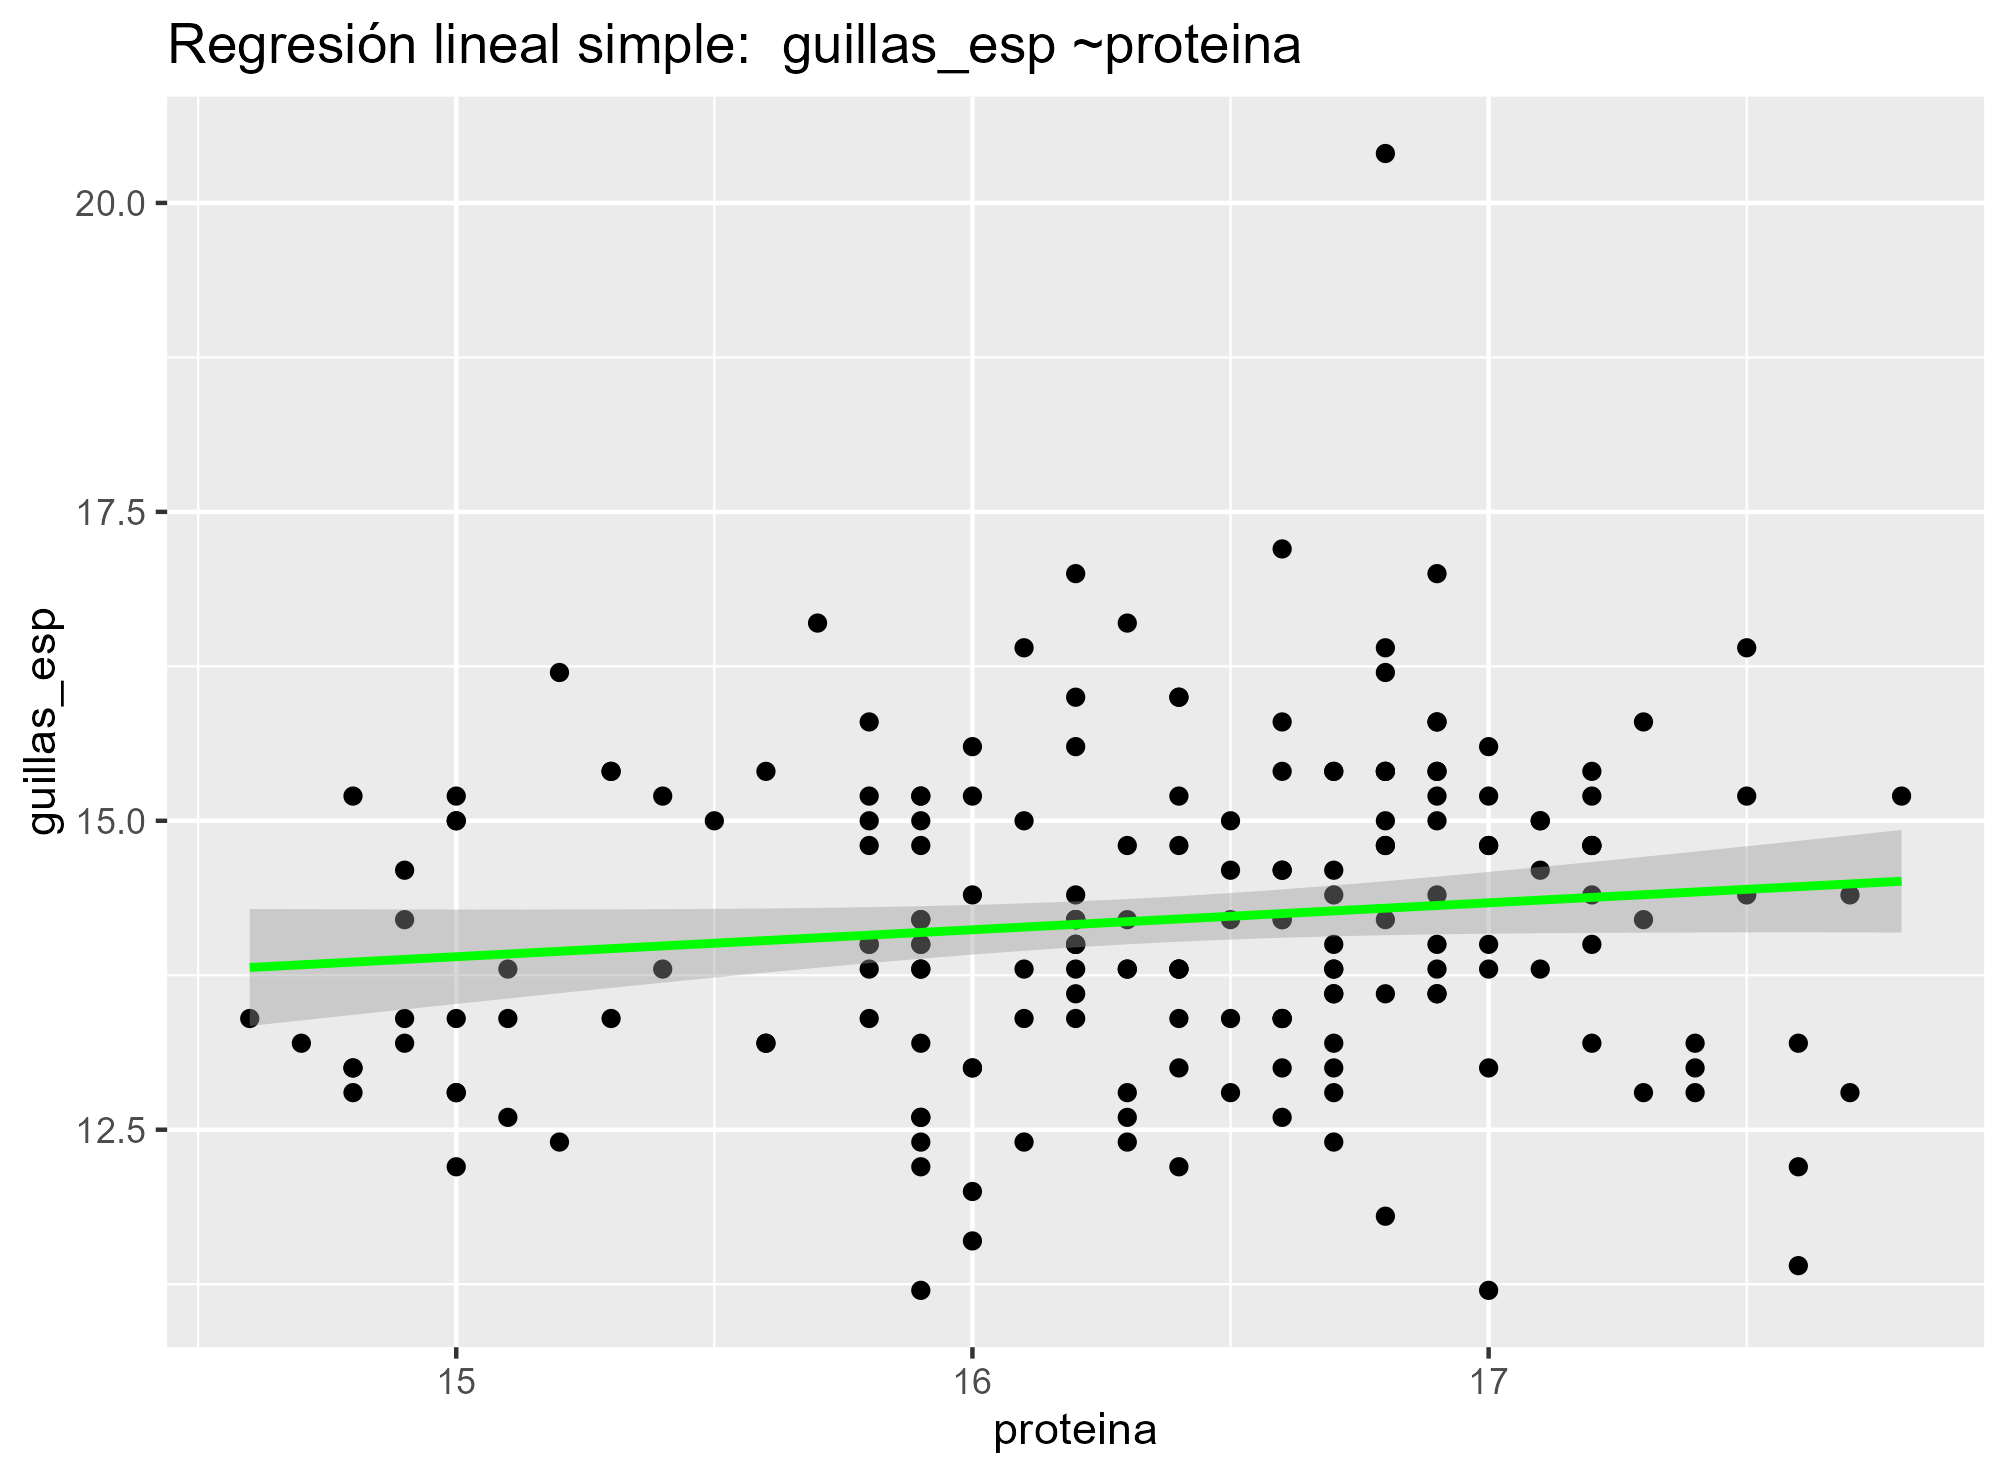 Regresión lineal simple:  guillas_esp ~proteina
20.0
17.5
15.0
12.5
guillas_esp
15 16 17
proteina